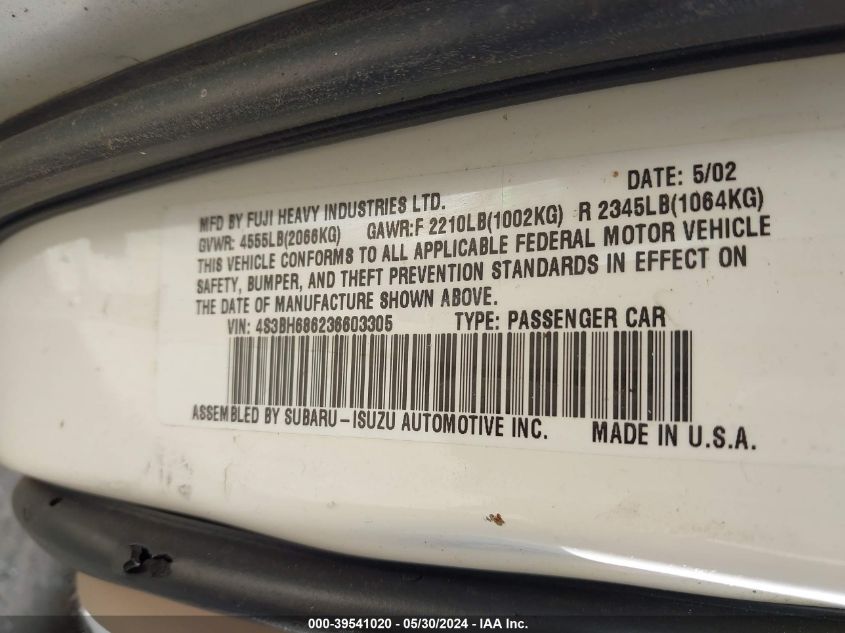 DATE: 5/02
MFD BY FUJI HEAVY INDUSTRIES LTD.
GVWR: 4555LB(2066KG) GAWR:F 2210LB(1002KG) R 2345LB(1064KG)
THIS VEHICLE CONFORMS TO ALL APPLICABLE FEDERAL MOTOR VEHICLE
SAFETY, BUMPER, AND THEFT PREVENTION STANDARDS IN EFFECT ON
THE DATE OF MANUFACTURE SHOWN ABOVE.
VIN: 4S3BH686236603305 TYPE: PASSENGER CAR
ASSEMBLED BY SUBARU-ISUZU AUTOMOTIVE INC. MADE IN U.S.A.
000-39541020 / 05/30/2024 - IAA Inc.